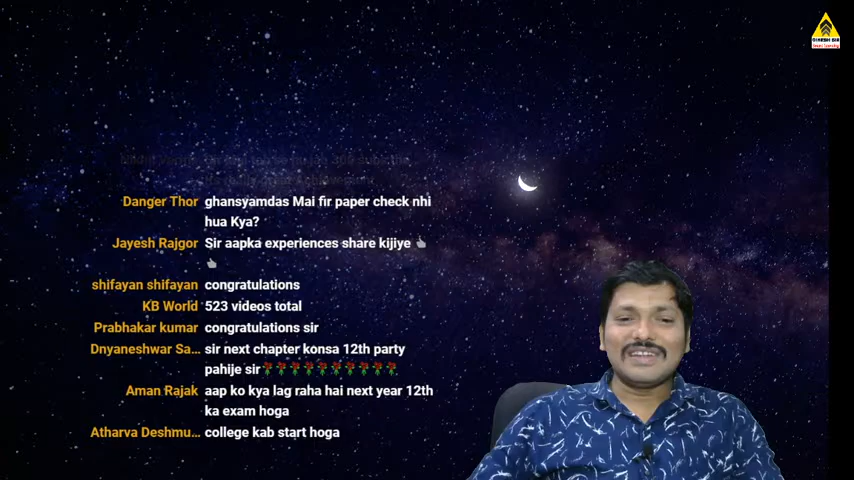 DINESH SIR
Danger Thor ghansyamdas Mai fir paper check nhi
hua Kya?
Jayesh Rajgor Sir aapka experiences share kijiye
shifayan shifayan congratulations
KB World 523 videos total
Prabhakar kumar congratulations sir
Dnyaneshwar Sa... sir next chapter konsa 12th party
pahije sir
Aman Rajak aap ko kya lag raha hai next year 12th
ka exam hoga
Atharva Deshmu... college kab start hoga